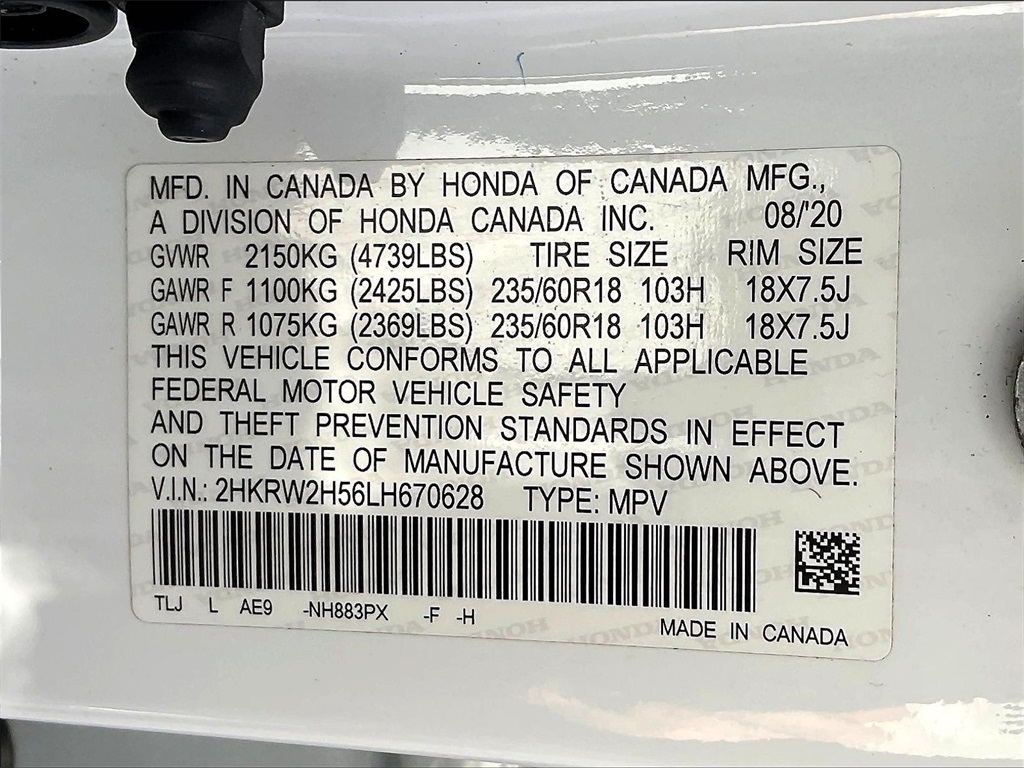 MFD. IN CANADA BY HONDA OF CANADA MFG.,
A DIVISION OF HONDA CANADA INC. 08/'20
GVWR 2150KG (4739LBS) TIRE SIZE RIM SIZE
GAWR F 1100KG (2425LBS) 235/60R18 103H 18X7.5J
GAWR R 1075KG (2369LBS) 235/60R18 103H 18X7.5J
THIS VEHICLE CONFORMS TO ALL APPLICABLE
FEDERAL MOTOR VEHICLE SAFETY
AND THEFT PREVENTION STANDARDS IN EFFECT
ON THE DATE OF MANUFACTURE SHOWN ABOVE.
V.I.N.: 2HKRW2H56LH670628 TYPE: MPV
TLJ L AE9 -NH883PX -F -H
MADE IN CANADA